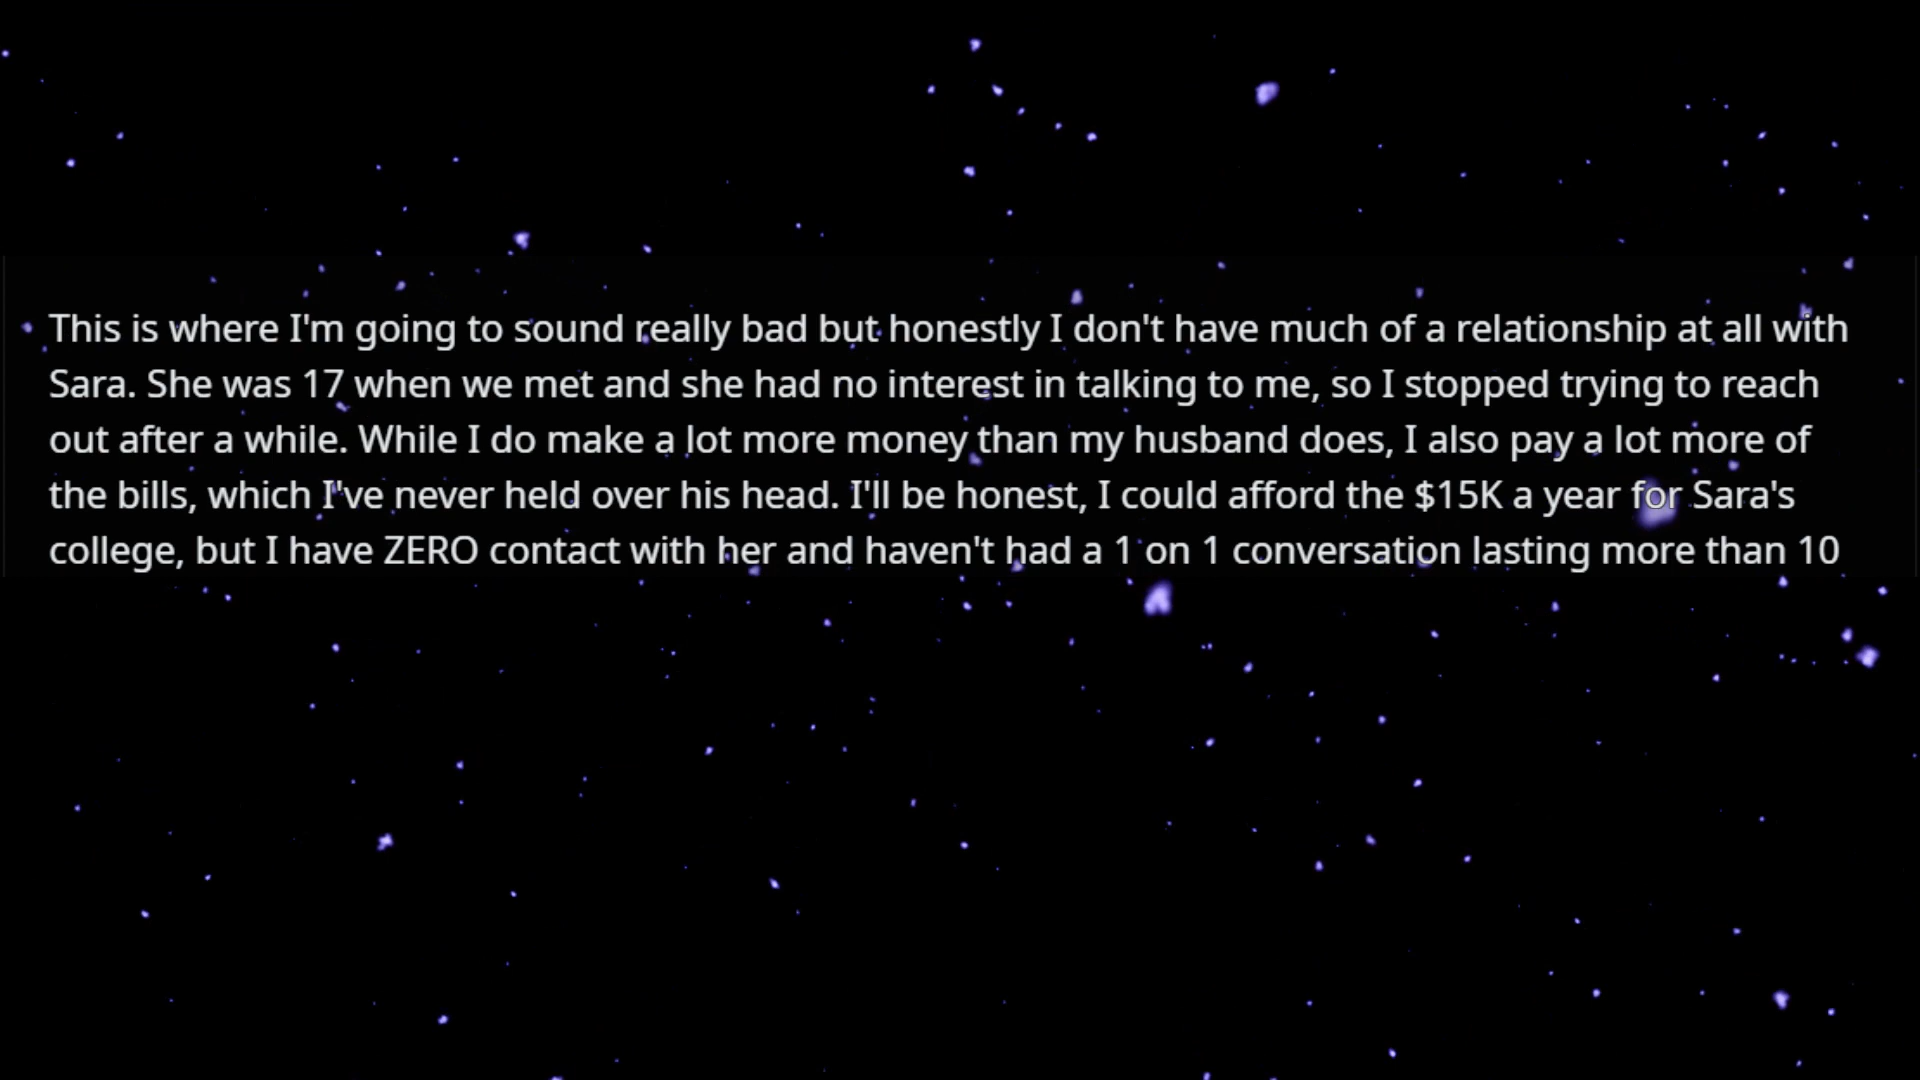 This is where I'm going to sound really bad but honestly I don't have much of a relationship at all with
Sara. She was 17 when we met and she had no interest in talking to me, so I stopped trying to reach
out after a while. While I do make a lot more money than my husband does, I also pay a lot more of
the bills, which I've never held over his head. I'll be honest, I could afford the $15K a year for Sara's
college, but I have ZERO contact with her and haven't had a 1 on 1 conversation lasting more than 10